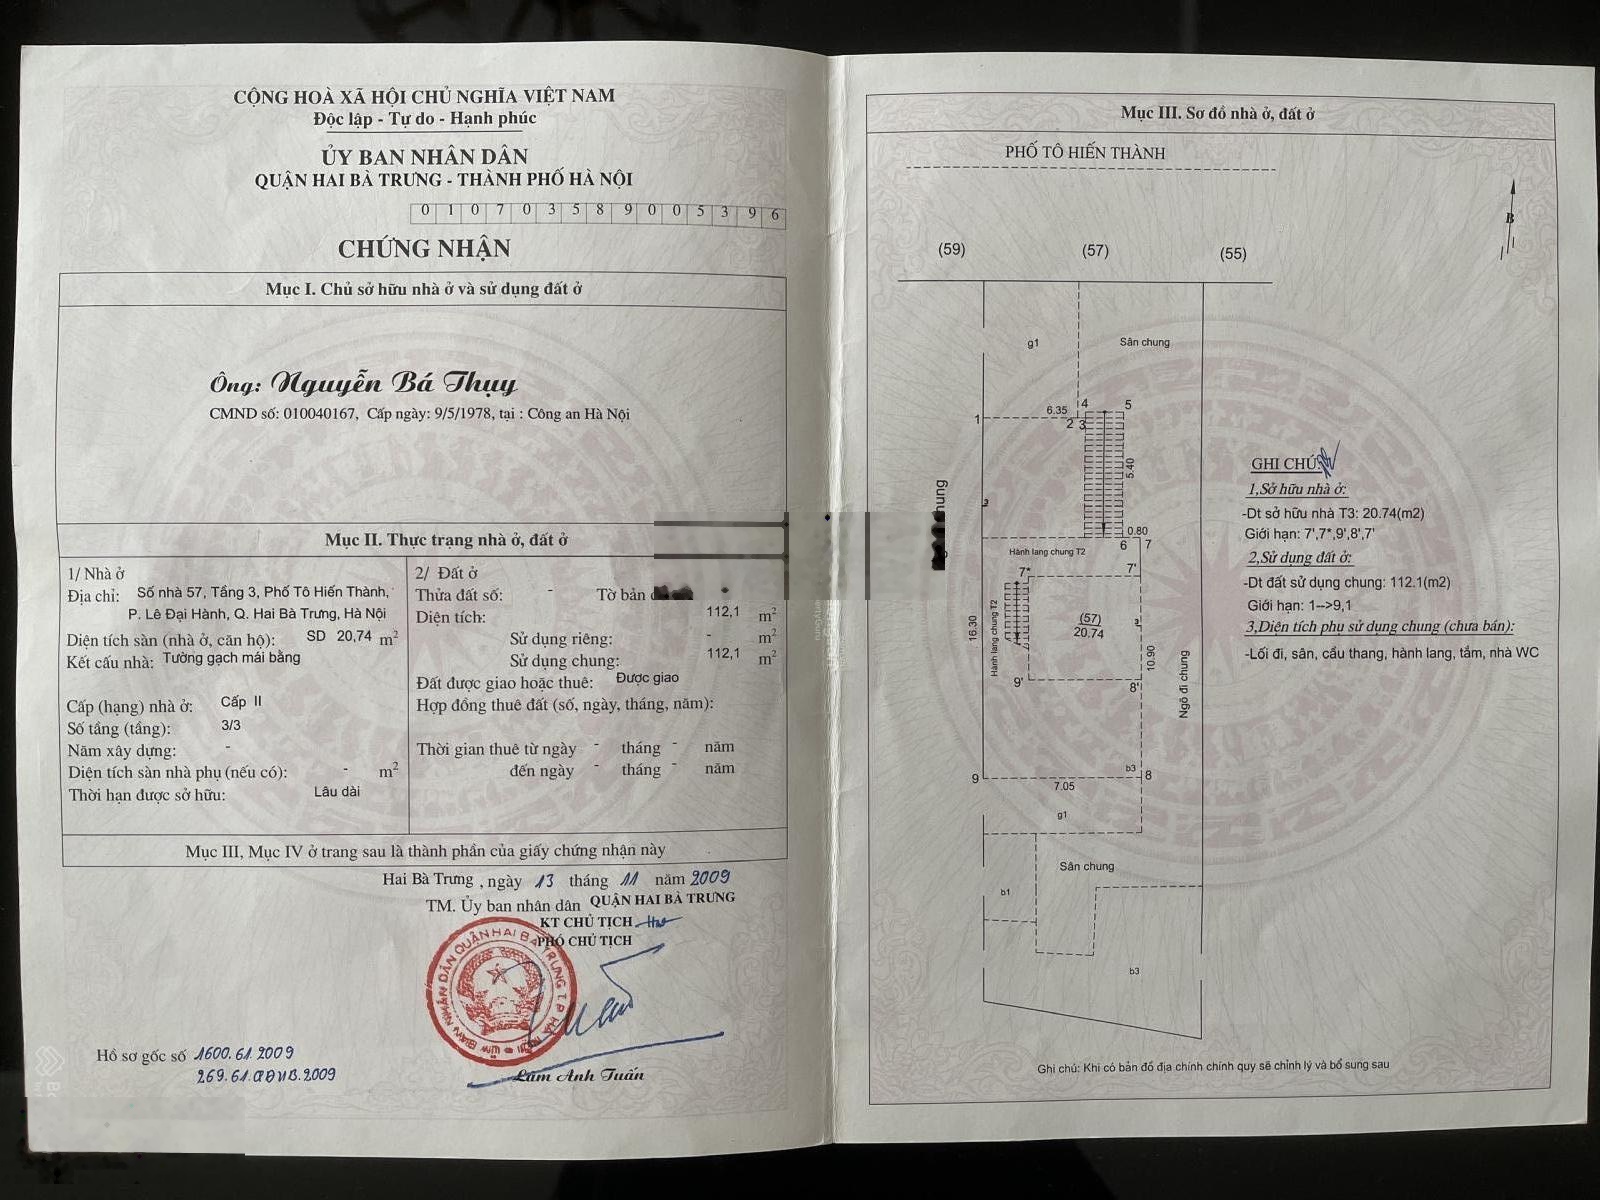 CỘNG HOÀ XÃ HỘI CHỦ NGHĨA VIỆT NAM
Độc lập - Tự do - Hạnh phúc
ỦY BAN NHÂN DÂN
QUẬN HAI BÀ TRƯNG - THÀNH PHỐ HÀ NỘI
0 1 0 7 0 3 5 8 9 0 0 5 3 9 6
CHỨNG NHẬN
Mục I. Chủ sở hữu nhà ở và sử dụng đất ở
Ông: Nguyễn Bá Thụy
CMND số: 010040167, Cấp ngày: 9/5/1978, tại : Công an Hà Nội
Mục II. Thực trạng nhà ở, đất ở
1/ Nhà ở
Địa chỉ: Số nhà 57, Tầng 3, Phố Tô Hiến Thành,
P. Lê Đại Hành, Q. Hai Bà Trưng, Hà Nội
Diện tích sàn (nhà ở, căn hộ): SD 20,74 m²
Kết cấu nhà: Tường gạch mái bằng
Cấp (hạng) nhà ở: Cấp II
Số tầng (tầng): 3/3
Năm xây dựng: -
Diện tích sàn nhà phụ (nếu có): - m²
Thời hạn được sở hữu: Lâu dài
2/ Đất ở
Thửa đất số: - Tờ bản
Diện tích: 112,1 m²
Sử dụng riêng: - m²
Sử dụng chung: 112,1 m²
Đất được giao hoặc thuê: Được giao
Hợp đồng thuê đất (số, ngày, tháng, năm):
Thời gian thuê từ ngày - tháng - năm
đến ngày - tháng - năm
Mục III, Mục IV ở trang sau là thành phần của giấy chứng nhận này
Hai Bà Trưng , ngày 13 tháng 11 năm 2009
TM. Ủy ban nhân dân QUẬN HAI BÀ TRƯNG
KT CHỦ TỊCH
PHÓ CHỦ TỊCH
Lâm Anh Tuấn
Hồ sơ gốc số 1600.61.2009
269.61.QĐUB.2009
Mục III. Sơ đồ nhà ở, đất ở
PHỐ TÔ HIẾN THÀNH
B
(59) (57) (55)
g1 Sân chung
4 5
6.35
1 2 3
5.40
3
0.80
Hành lang chung T2 6 7
7* 7'
Hành lang chung T2
16.30
(57)
20.74
3
10.90
Ngõ đi chung
hung
9' 8'
b3
9 8
7.05
g1
Sân chung
b1
b3
GHI CHÚ:
1,Sở hữu nhà ở:
-Dt sở hữu nhà T3: 20.74(m2)
Giới hạn: 7',7*,9',8',7'
2,Sử dụng đất ở:
-Dt đất sử dụng chung: 112.1(m2)
Giới hạn: 1-->9,1
3,Diện tích phụ sử dụng chung (chưa bán):
-Lối đi, sân, cầu thang, hành lang, tắm, nhà WC
Ghi chú: Khi có bản đồ địa chính chính quy sẽ chỉnh lý và bổ sung sau